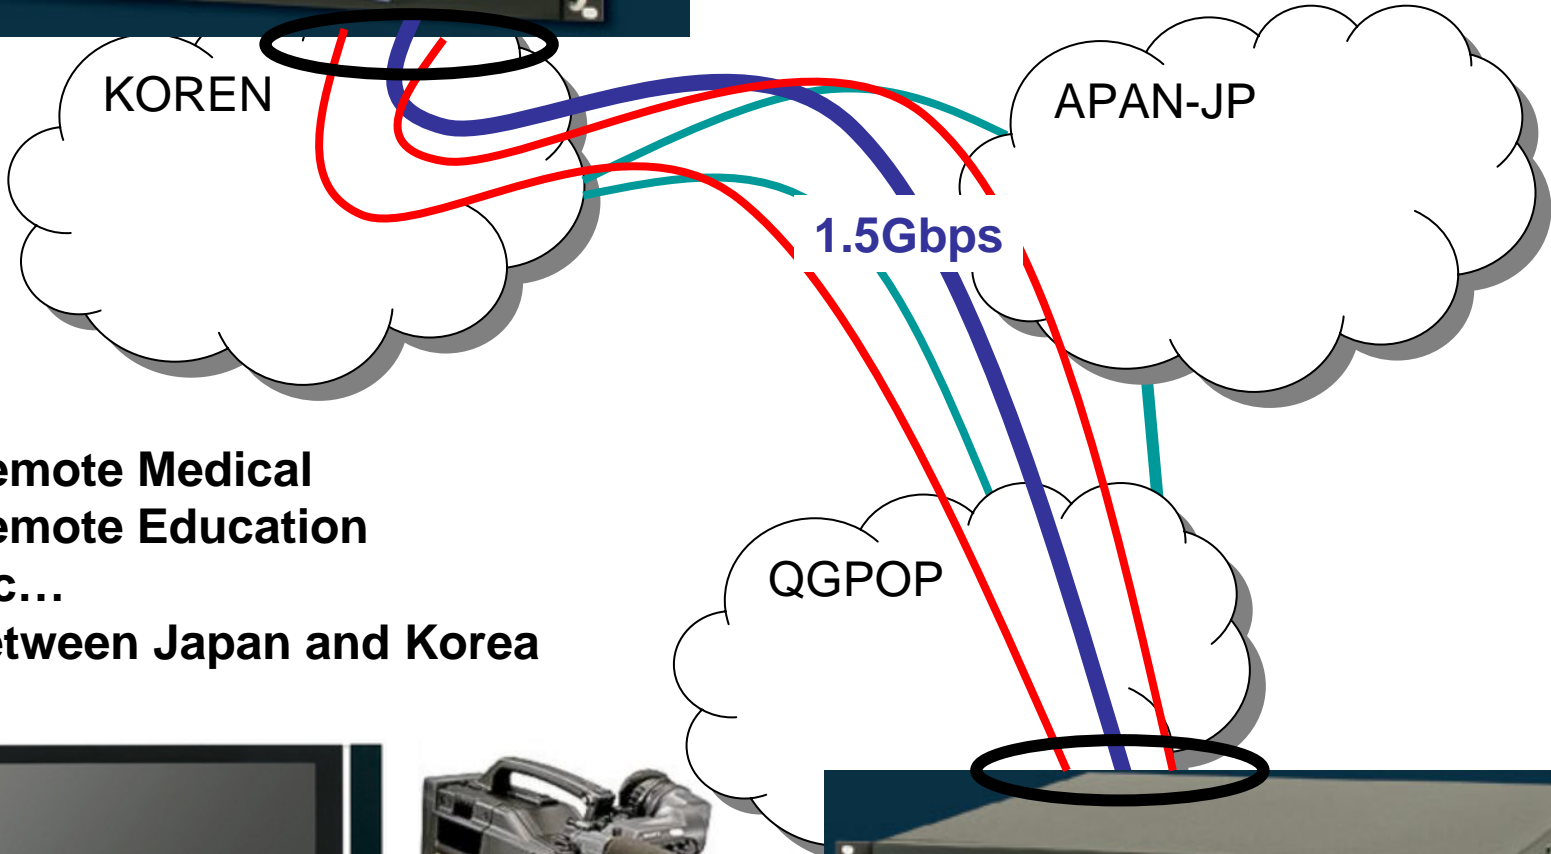 KOREN
APAN-JP
1.5Gbps
emote Medical
emote Education
c...
etween Japan and Korea
QGPOP